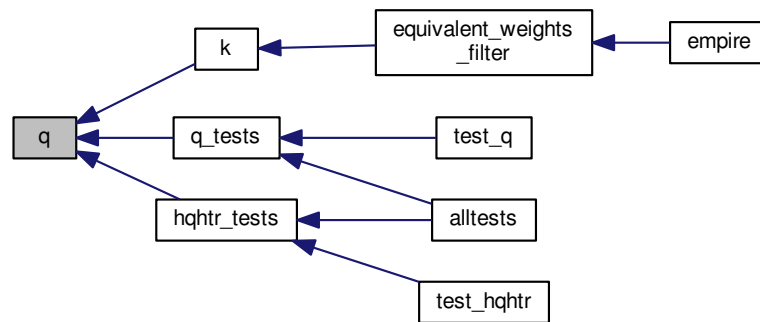 equivalent_weights
_filter
k
empire
q
q_tests
test_q
hqhtr_tests
alltests
test_hqhtr